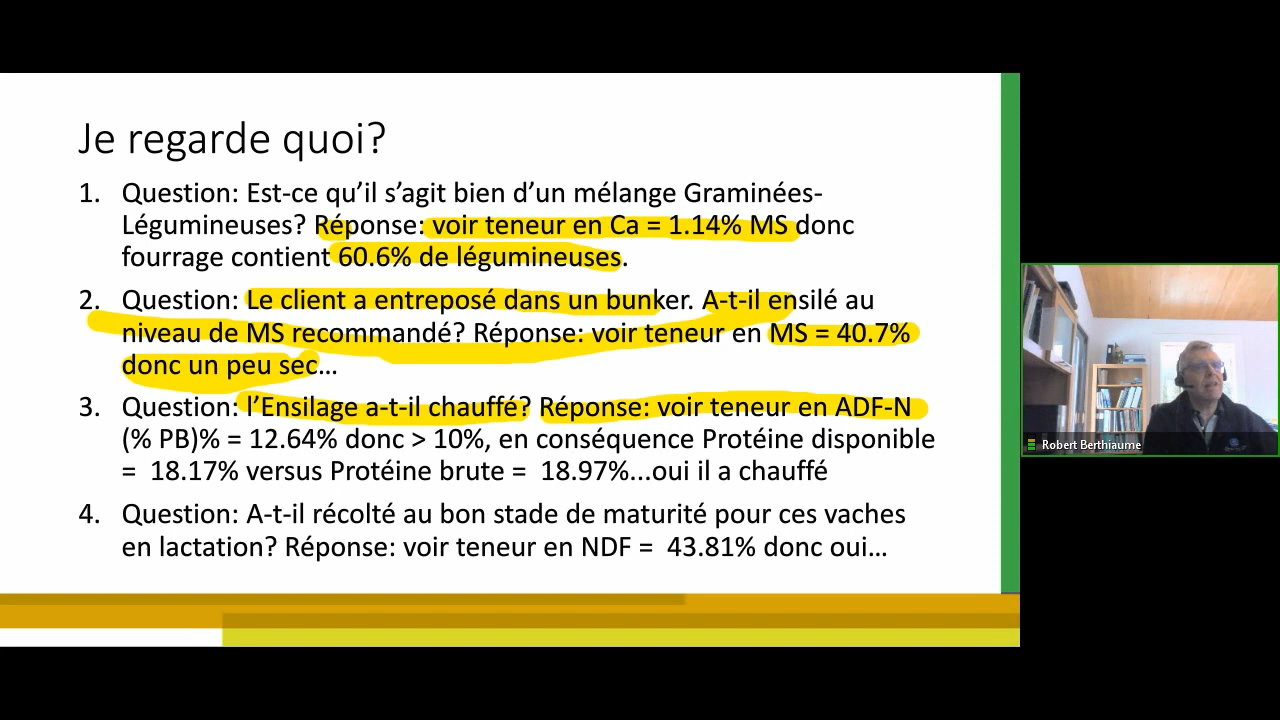 Je regarde quoi?
1. Question: Est-ce qu’il s’agit bien d’un mélange Graminées-
Légumineuses? Réponse: voir teneur en Ca = 1.14% MS donc
fourrage contient 60.6% de légumineuses.
2. Question: Le client a entreposé dans un bunker. A-t-il ensilé au
niveau de MS recommandé? Réponse: voir teneur en MS = 40.7%
donc un peu sec…
3. Question: l’Ensilage a-t-il chauffé? Réponse: voir teneur en ADF-N
(% PB)% = 12.64% donc > 10%, en conséquence Protéine disponible
= 18.17% versus Protéine brute = 18.97%...oui il a chauffé
4. Question: A-t-il récolté au bon stade de maturité pour ces vaches
en lactation? Réponse: voir teneur en NDF = 43.81% donc oui…
Robert Berthiaume